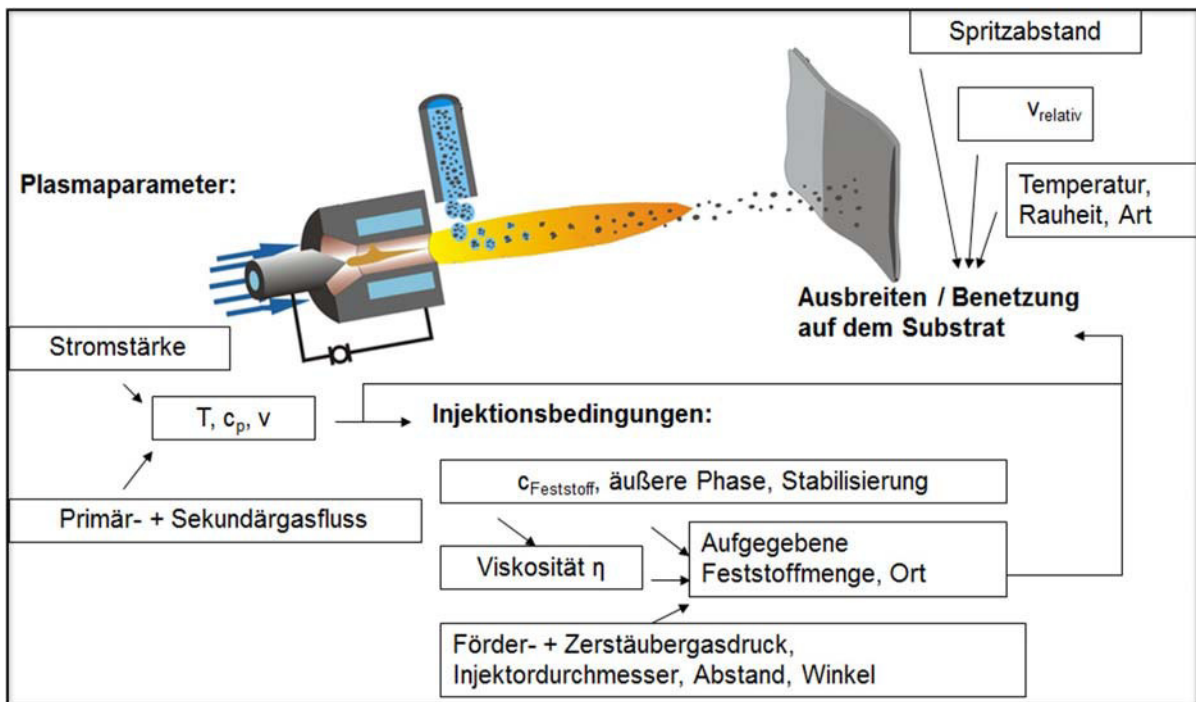 Spritzabstand
v_relativ
Plasmaparameter:
Temperatur,
Rauheit, Art
Ausbreiten / Benetzung
auf dem Substrat
Stromstärke
T, c_p, v
Injektionsbedingungen:
c_Feststoff, äußere Phase, Stabilisierung
Primär- + Sekundärgasfluss
Viskosität η
Aufgegebene
Feststoffmenge, Ort
Förder- + Zerstäubergasdruck,
Injektordurchmesser, Abstand, Winkel